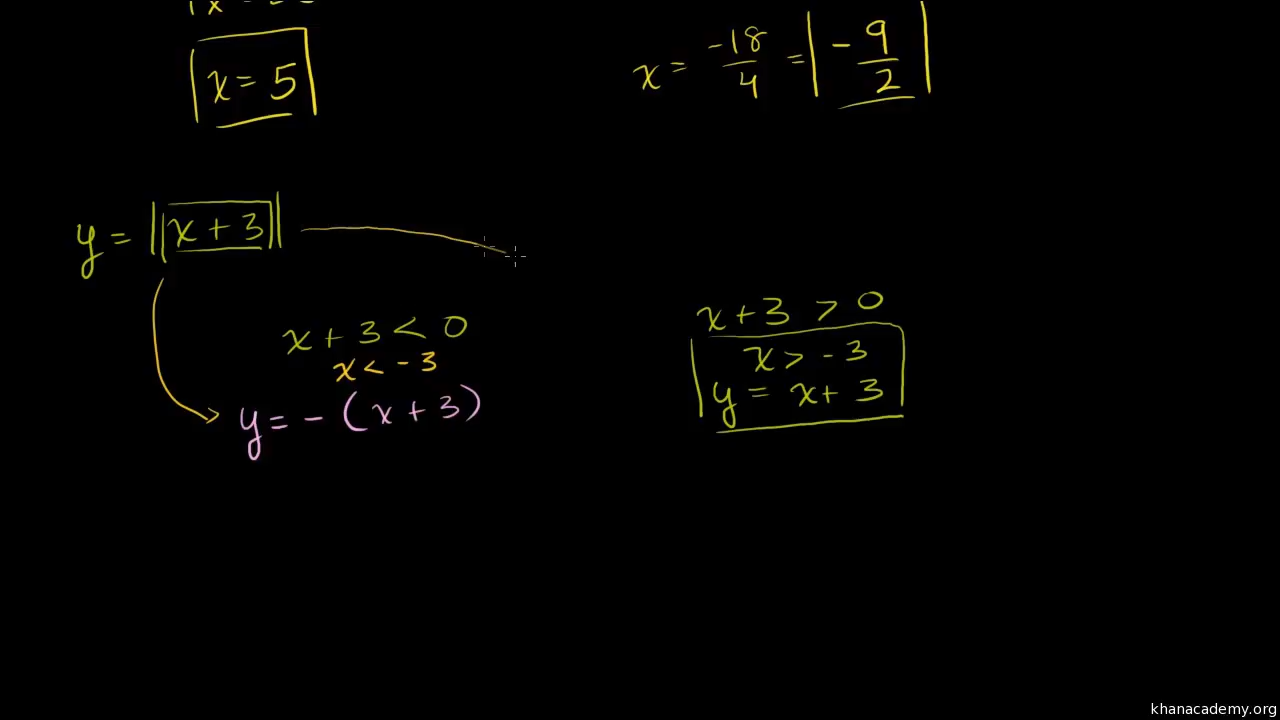 x = 5
x = -18/4 = -9/2
y = |x + 3|
x + 3 < 0
x < -3
y = -(x + 3)
x + 3 > 0
x > -3
y = x + 3
khanacademy.org